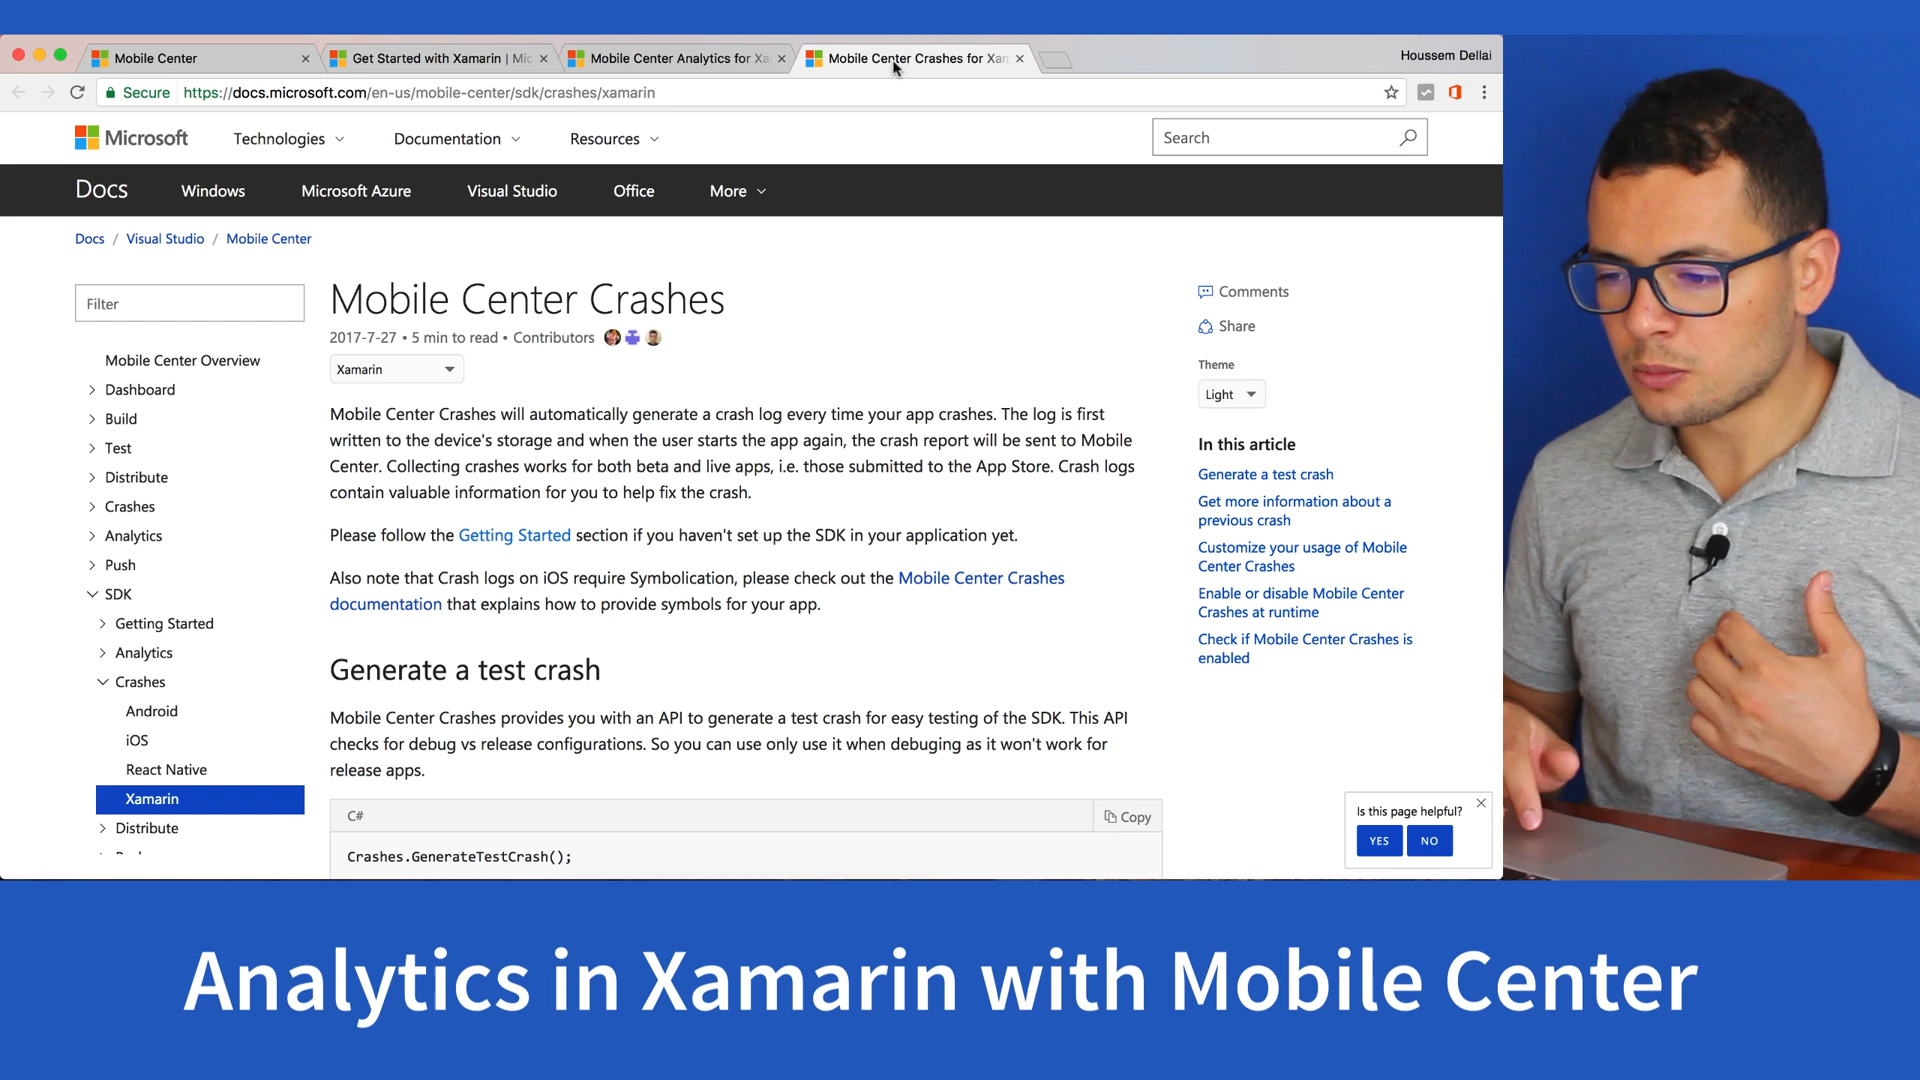 Mobile Center
Get Started with Xamarin | Mic
Mobile Center Analytics for Xa
Mobile Center Crashes for Xam
Houssem Dellai
Secure https://docs.microsoft.com/en-us/mobile-center/sdk/crashes/xamarin
Microsoft
Technologies
Documentation
Resources
Search
Docs
Windows
Microsoft Azure
Visual Studio
Office
More
Docs / Visual Studio / Mobile Center
Filter
Mobile Center Overview
Dashboard
Build
Test
Distribute
Crashes
Analytics
Push
SDK
Getting Started
Analytics
Crashes
Android
iOS
React Native
Xamarin
Distribute
Mobile Center Crashes
2017-7-27 • 5 min to read • Contributors
Xamarin
Mobile Center Crashes will automatically generate a crash log every time your app crashes. The log is first
written to the device's storage and when the user starts the app again, the crash report will be sent to Mobile
Center. Collecting crashes works for both beta and live apps, i.e. those submitted to the App Store. Crash logs
contain valuable information for you to help fix the crash.
Please follow the Getting Started section if you haven't set up the SDK in your application yet.
Also note that Crash logs on iOS require Symbolication, please check out the Mobile Center Crashes
documentation that explains how to provide symbols for your app.
Generate a test crash
Mobile Center Crashes provides you with an API to generate a test crash for easy testing of the SDK. This API
checks for debug vs release configurations. So you can use only use it when debuging as it won't work for
release apps.
C#
Copy
Crashes.GenerateTestCrash();
Comments
Share
Theme
Light
In this article
Generate a test crash
Get more information about a
previous crash
Customize your usage of Mobile
Center Crashes
Enable or disable Mobile Center
Crashes at runtime
Check if Mobile Center Crashes is
enabled
Is this page helpful?
YES
NO
Analytics in Xamarin with Mobile Center